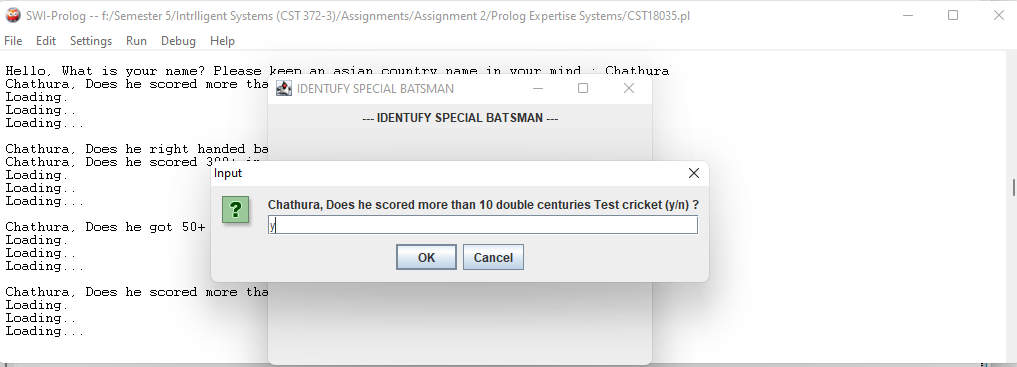 SWI-Prolog -- f:/Semester 5/Intrlligent Systems (CST 372-3)/Assignments/Assignment 2/Prolog Expertise Systems/CST18035.pl
File Edit Settings Run Debug Help
Hello, What is your name? Please keep an asian country name in your mind : Chathura
Chathura, Does he scored more tha
Loading.
Loading..
Loading...
Chathura, Does he right handed ba
Chathura, Does he scored 300+ in
Loading.
Loading..
Loading...
Chathura, Does he got 50+
Loading.
Loading..
Loading...
Chathura, Does he scored more tha
Loading.
Loading..
Loading...
IDENTUFY SPECIAL BATSMAN
--- IDENTUFY SPECIAL BATSMAN ---
Input
?
Chathura, Does he scored more than 10 double centuries Test cricket (y/n) ?
y
OK Cancel